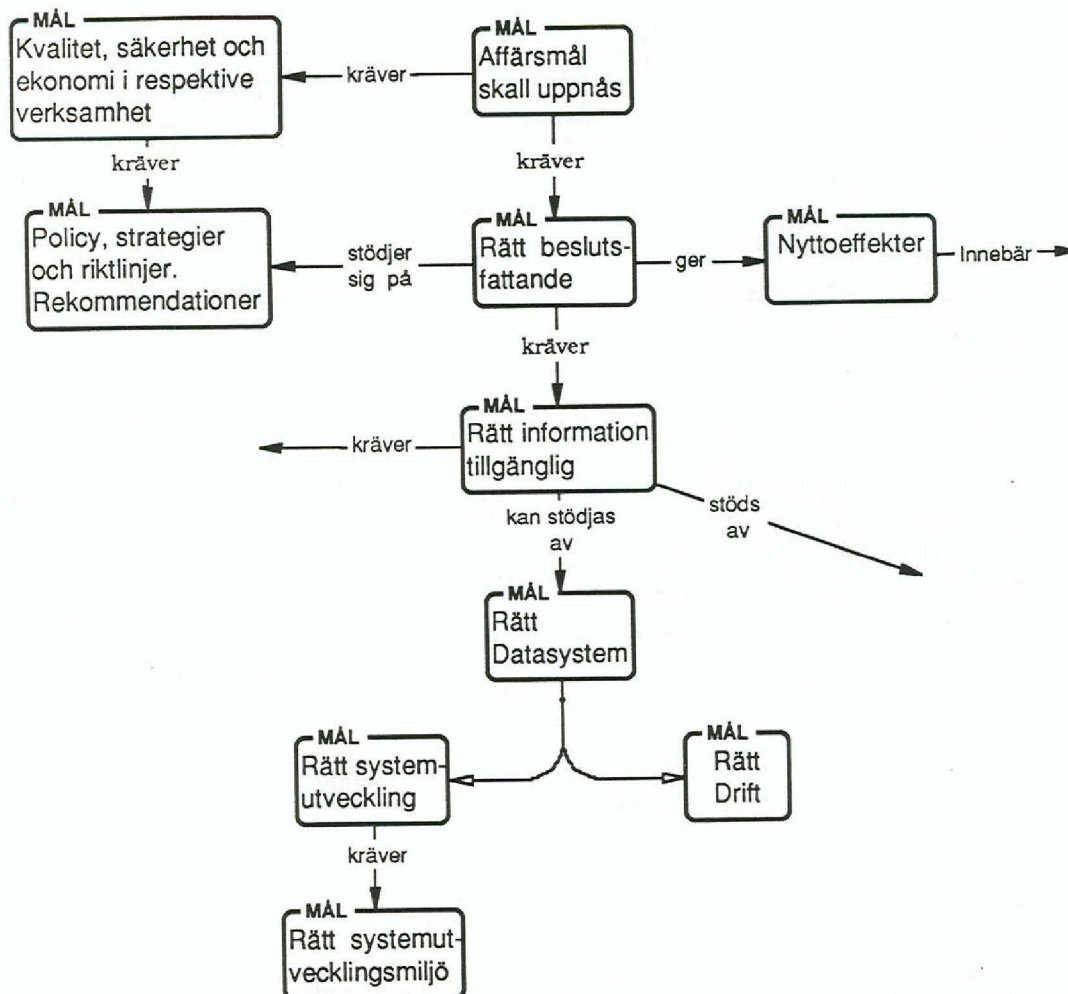 MÅL
Kvalitet, säkerhet och
ekonomi i respektive
verksamhet
kräver
MÅL
Affärsmål
skall uppnås
kräver
kräver
MÅL
Policy, strategier
och riktlinjer.
Rekommendationer
stödjer
sig på
MÅL
Rätt besluts-
fattande
ger
MÅL
Nyttoeffekter
Innebär
kräver
MÅL
Rätt information
tillgänglig
kräver
stöds
av
kan stödjas
av
MÅL
Rätt
Datasystem
MÅL
Rätt system-
utveckling
MÅL
Rätt
Drift
kräver
MÅL
Rätt systemut-
vecklingsmiljö